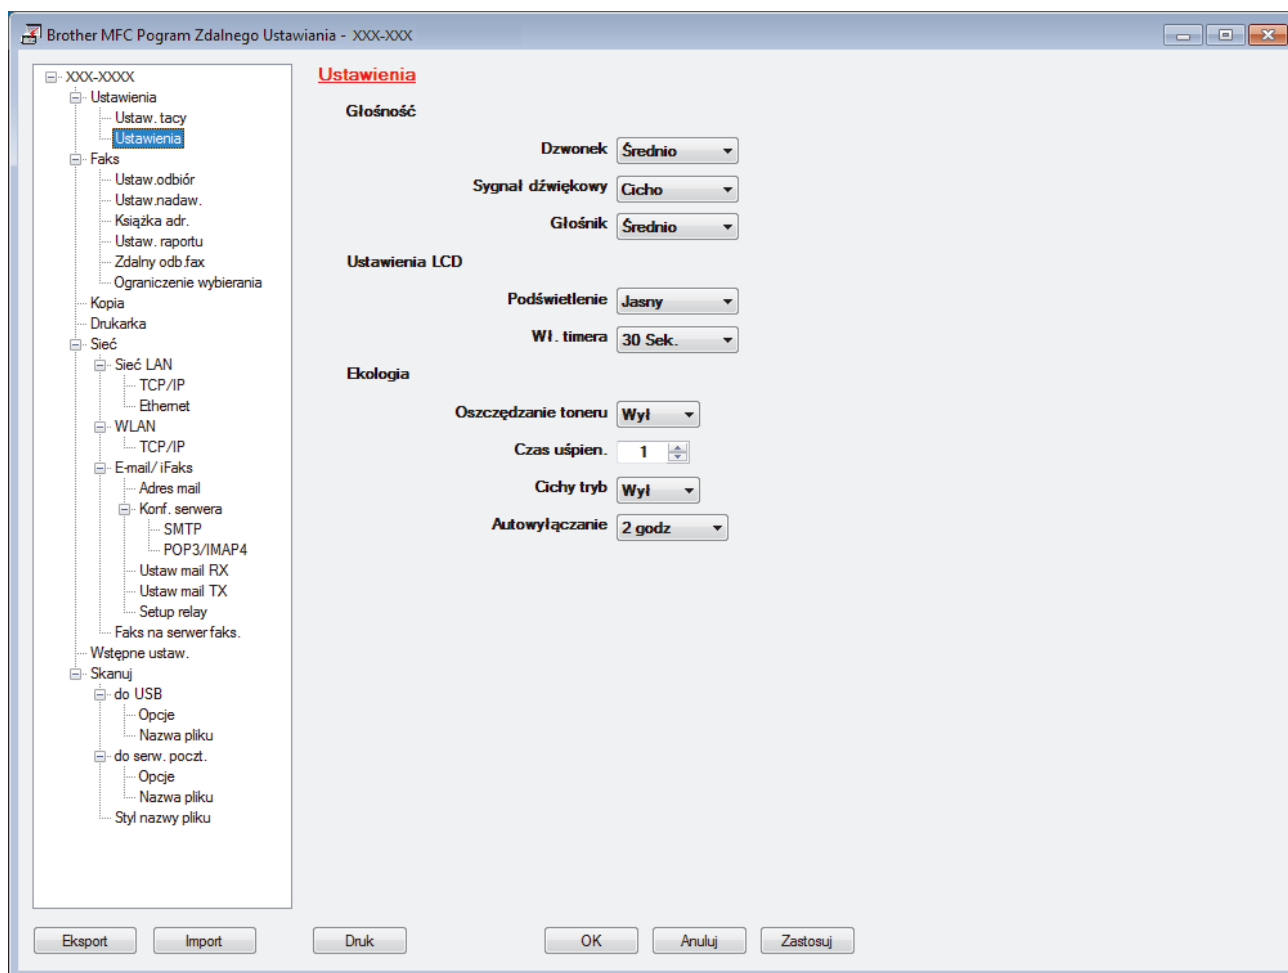 Brother MFC Pogram Zdalnego Ustawiania - XXX-XXX
XXX-XXXX
Ustawienia
Ustaw. tacy
Ustawienia
Faks
Ustaw.odbiór
Ustaw.nadaw.
Książka adr.
Ustaw. raportu
Zdalny odb.fax
Ograniczenie wybierania
Kopia
Drukarka
Sieć
Sieć LAN
TCP/IP
Ethernet
WLAN
TCP/IP
E-mail/ iFaks
Adres mail
Konf. serwera
SMTP
POP3/IMAP4
Ustaw mail RX
Ustaw mail TX
Setup relay
Faks na serwer faks.
Wstępne ustaw.
Skanuj
do USB
Opcje
Nazwa pliku
do serw. poczt.
Opcje
Nazwa pliku
Styl nazwy pliku
Ustawienia
Głośność
Dzwonek Średnio
Sygnał dźwiękowy Cicho
Głośnik Średnio
Ustawienia LCD
Podświetlenie Jasny
Wł. timera 30 Sek.
Ekologia
Oszczędzanie toneru Wył
Czas uśpien. 1
Cichy tryb Wył
Autowyłączanie 2 godz
Eksport Import Druk OK Anuluj Zastosuj